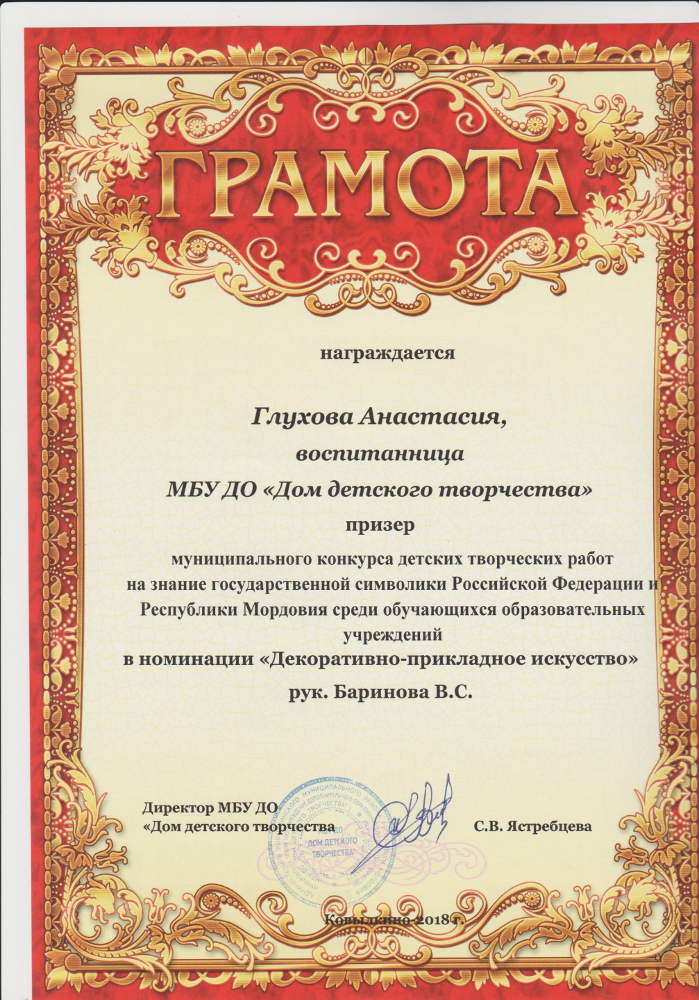 ГРАМОТА
награждается
Глухова Анастасия,
воспитанница
МБУ ДО «Дом детского творчества»
призер
муниципального конкурса детских творческих работ
на знание государственной символики Российской Федерации и
Республики Мордовия среди обучающихся образовательных
учреждений
в номинации «Декоративно-прикладное искусство»
рук. Баринова В.С.
Директор МБУ ДО
«Дом детского творчества
С.В. Ястребцева
МБУ ДО
"ДОМ ДЕТСКОГО
ТВОРЧЕСТВА"
Ковылкино-2018 г.